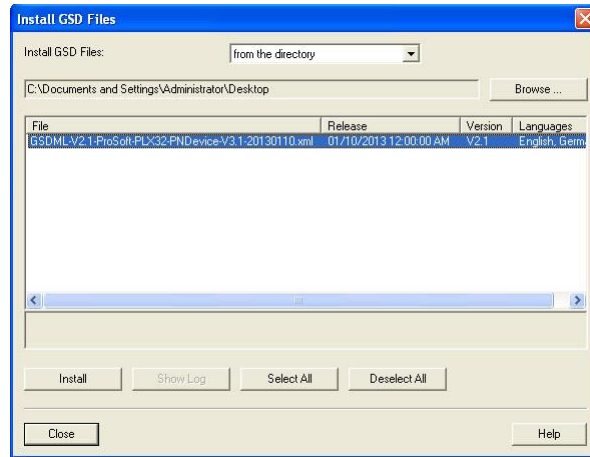 Install GSD Files
Install GSD Files: from the directory
C:\Documents and Settings\Administrator\Desktop Browse ...
File Release Version Languages
GSDML-V2.1-ProSoft-PLX32-PNDevice-V3.1-20130110.xml 01/10/2013 12:00:00 AM V2.1 English, Germ
Install Show Log Select All Deselect All
Close Help